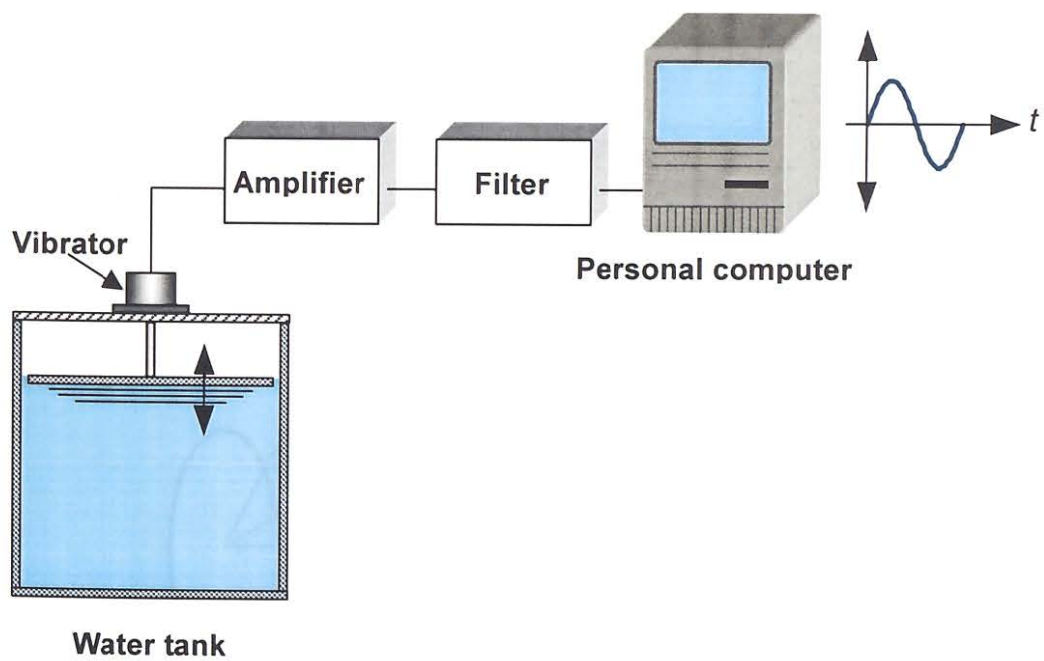 Amplifier
Filter
t
Vibrator
Personal computer
Water tank